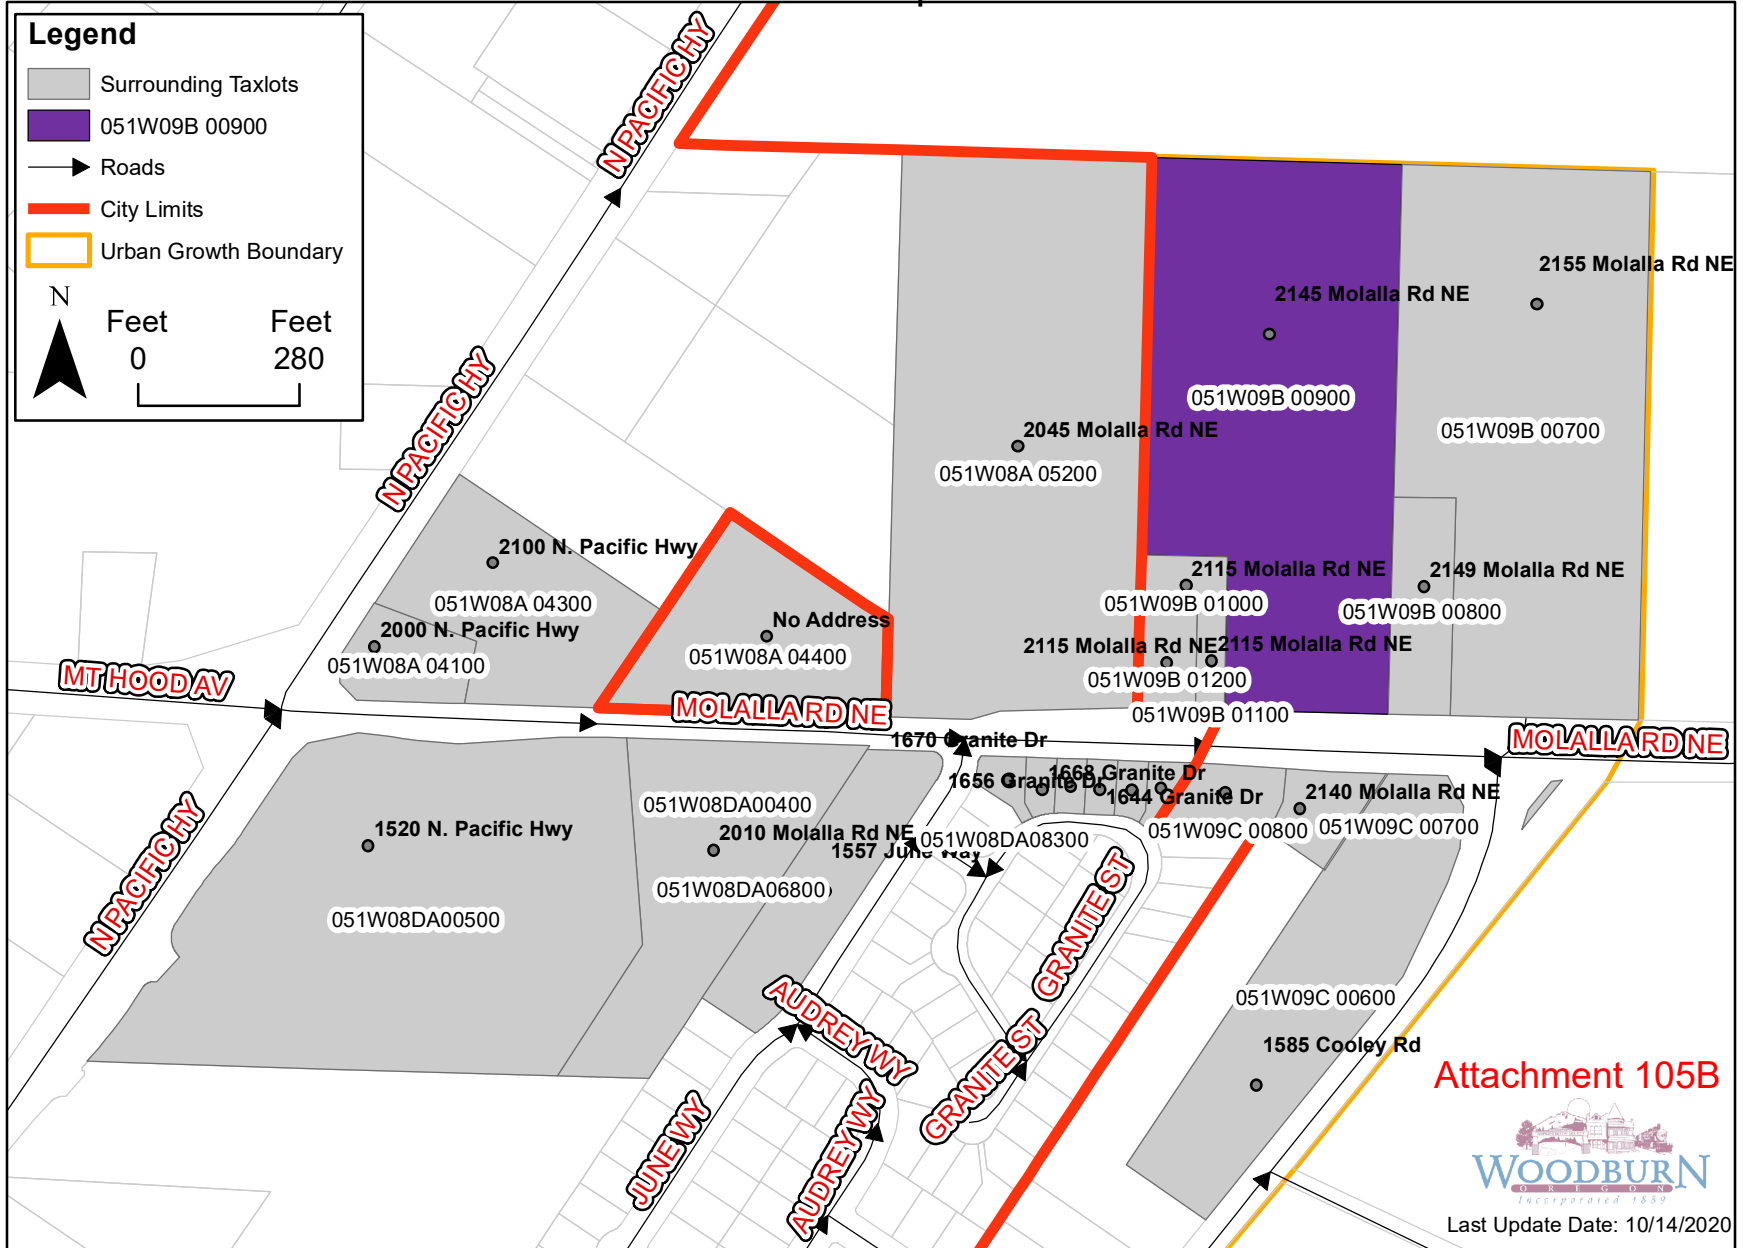 Legend
Surrounding Taxlots
051W09B 00900
Roads
City Limits
Urban Growth Boundary
N
Feet Feet
0 280
N PACIFIC HY
N PACIFIC HY
N PACIFIC HY
MT HOOD AV
MOLALLA RD NE
MOLALLA RD NE
2155 Molalla Rd NE
2145 Molalla Rd NE
051W09B 00900
051W09B 00700
2045 Molalla Rd NE
051W08A 05200
2100 N. Pacific Hwy
051W08A 04300
2000 N. Pacific Hwy
051W08A 04100
No Address
051W08A 04400
2115 Molalla Rd NE
051W09B 01000
2149 Molalla Rd NE
051W09B 00800
2115 Molalla Rd NE
2115 Molalla Rd NE
051W09B 01200
051W09B 01100
1670 Granite Dr
1656 Granite Dr
1668 Granite Dr
1644 Granite Dr
2140 Molalla Rd NE
051W09C 00800
051W09C 00700
051W08DA00400
1520 N. Pacific Hwy
2010 Molalla Rd NE
1557 June Way
051W08DA08300
051W08DA06800
051W08DA00500
GRANITE ST
GRANITE ST
AUDREY WY
AUDREY WY
JUNE WY
051W09C 00600
1585 Cooley Rd
Attachment 105B
WOODBURN
OREGON
Incorporated 1889
Last Update Date: 10/14/2020